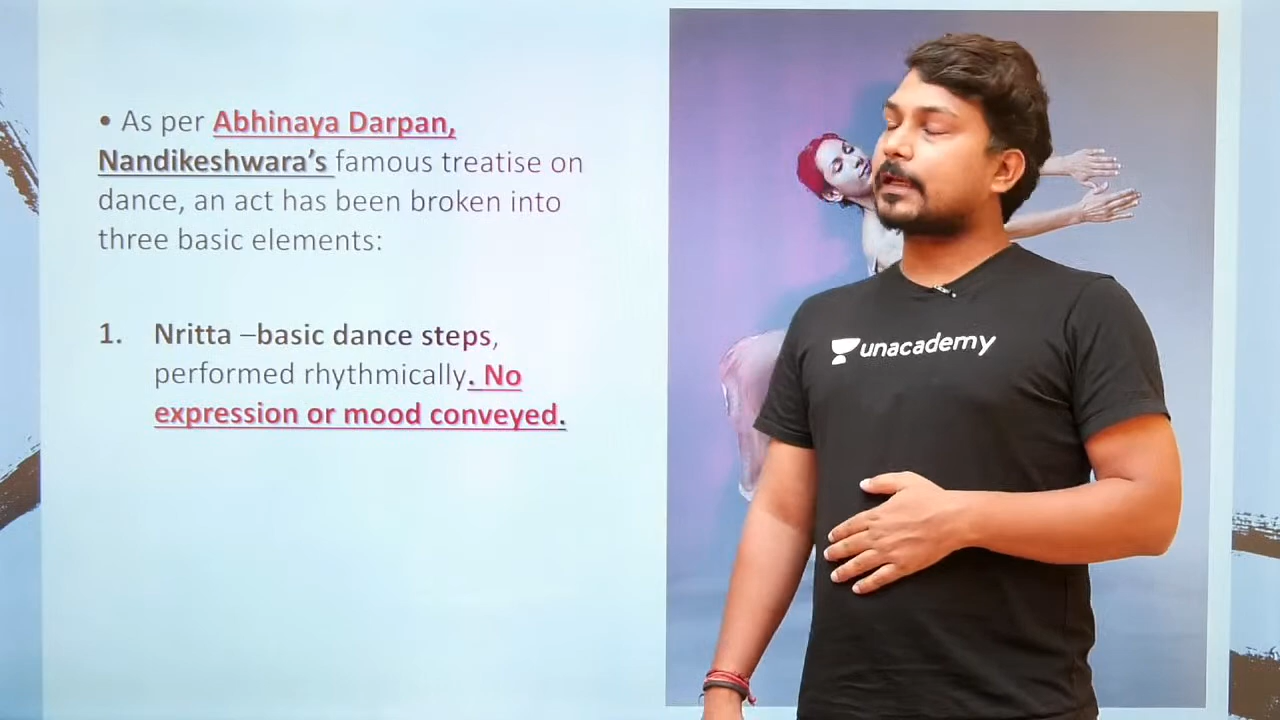 • As per Abhinaya Darpan,
Nandikeshwara’s famous treatise on
dance, an act has been broken into
three basic elements:
1. Nritta –basic dance steps,
performed rhythmically. No
expression or mood conveyed.
unacademy